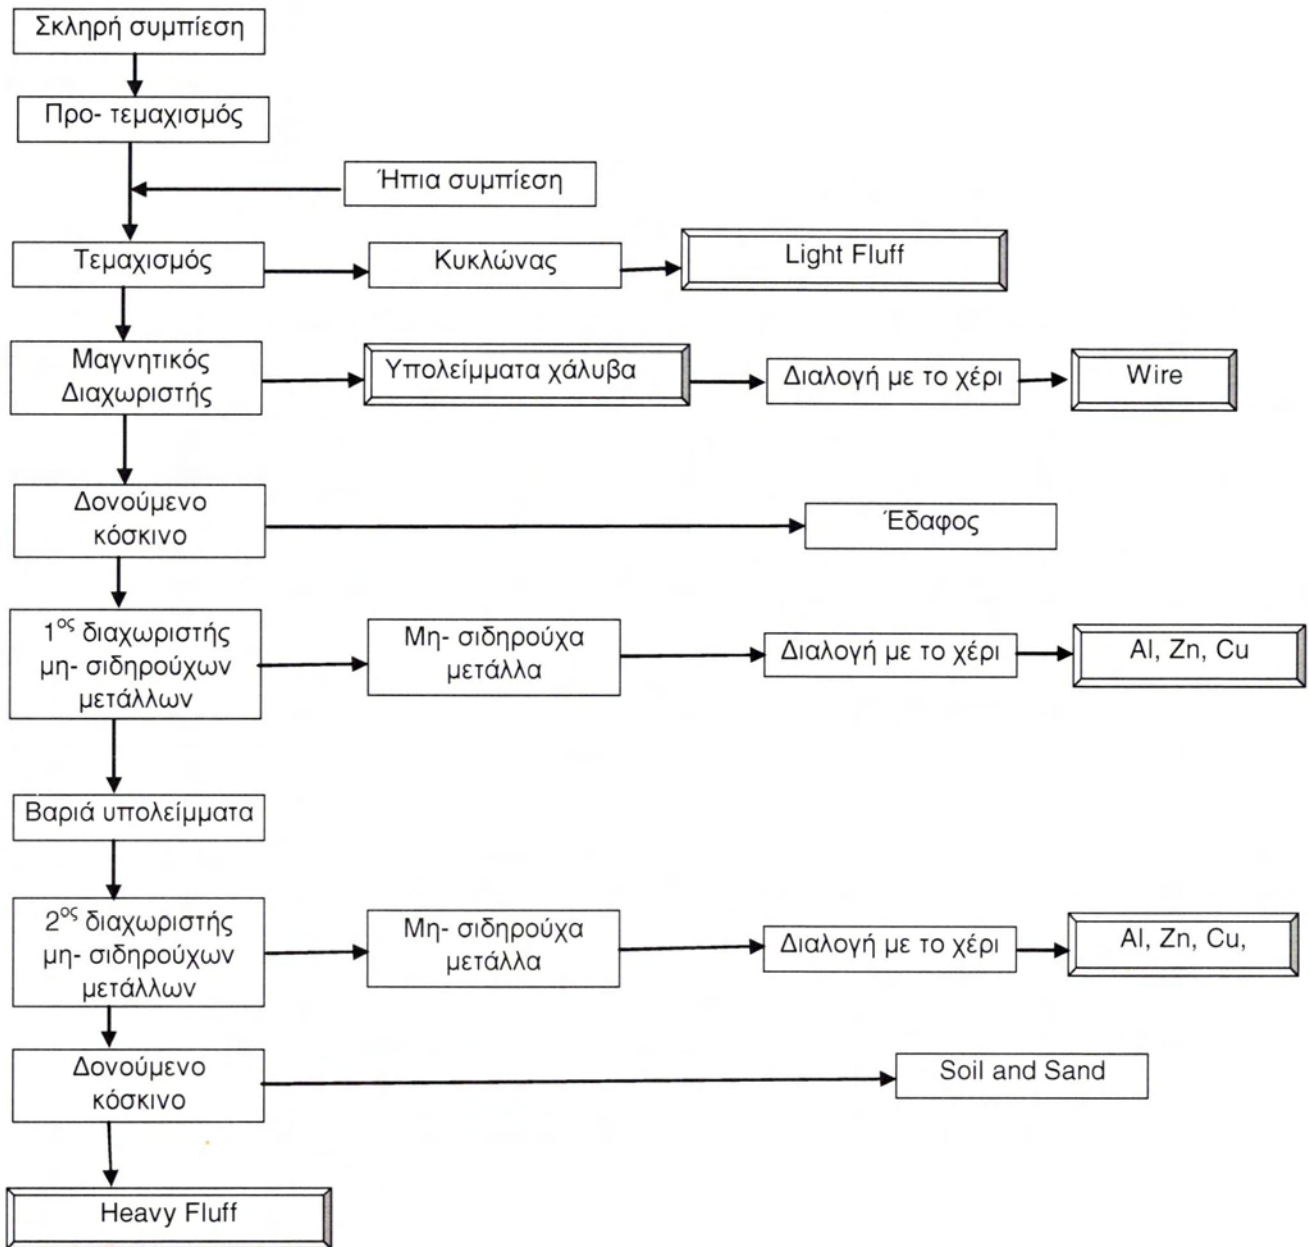 Σκληρή συμπίεση
Προ- τεμαχισμός
Ήπια συμπίεση
Τεμαχισμός
Κυκλώνας
Light Fluff
Μαγνητικός
Διαχωριστής
Υπολείμματα χάλυβα
Διαλογή με το χέρι
Wire
Δονούμενο
κόσκινο
Έδαφος
1ος διαχωριστής
μη- σιδηρούχων
μετάλλων
Μη- σιδηρούχα
μετάλλα
Διαλογή με το χέρι
Al, Zn, Cu
Βαριά υπολείμματα
2ος διαχωριστής
μη- σιδηρούχων
μετάλλων
Μη- σιδηρούχα
μετάλλα
Διαλογή με το χέρι
Al, Zn, Cu,
Δονούμενο
κόσκινο
Soil and Sand
Heavy Fluff